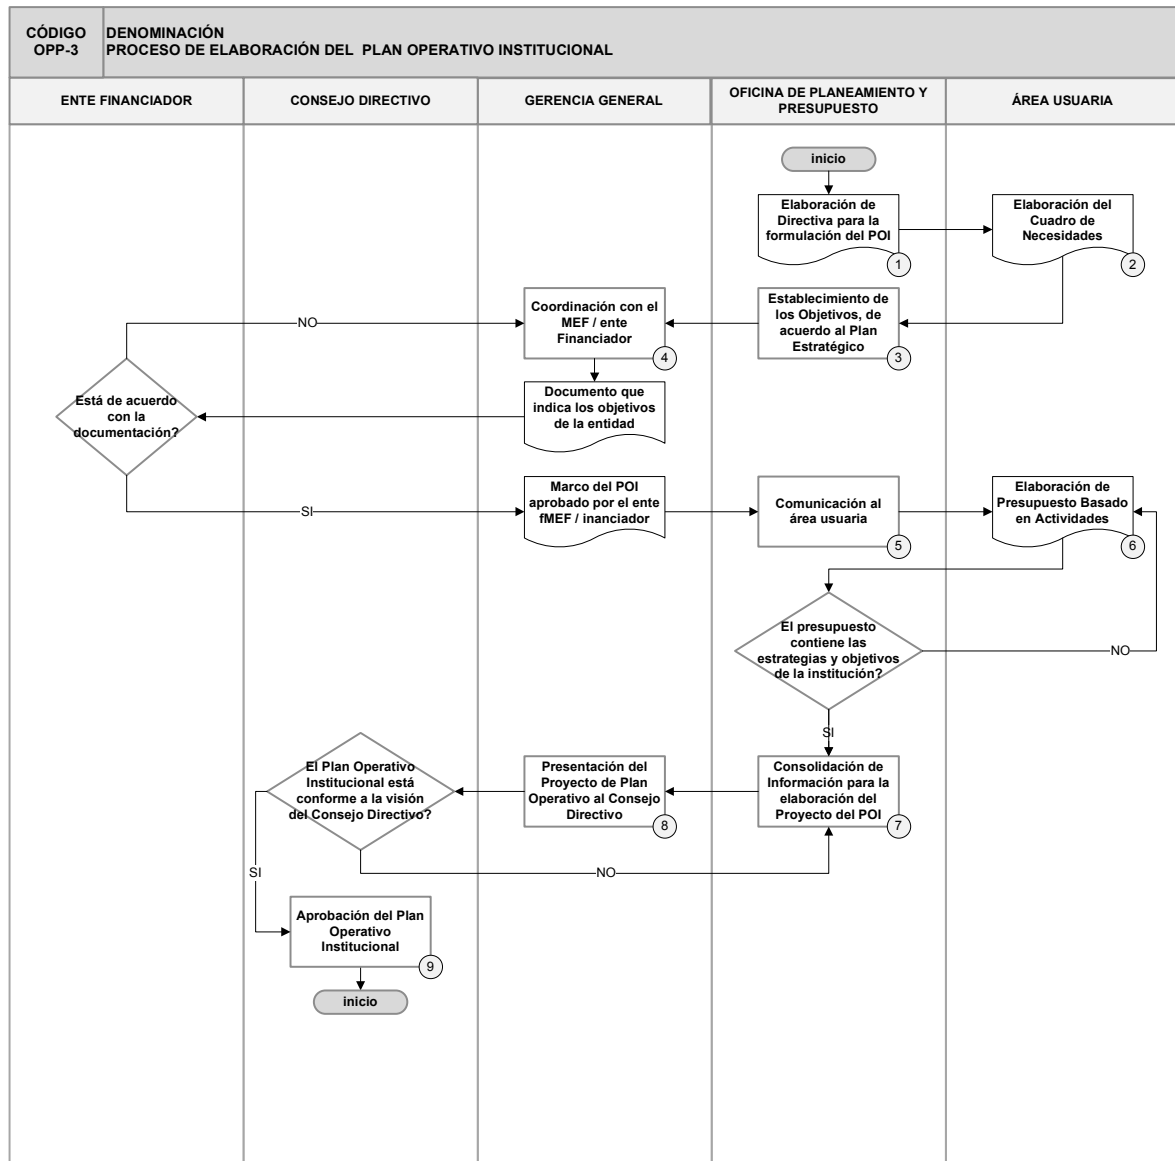 CÓDIGO
OPP-3
DENOMINACIÓN
PROCESO DE ELABORACIÓN DEL PLAN OPERATIVO INSTITUCIONAL
ENTE FINANCIADOR
CONSEJO DIRECTIVO
GERENCIA GENERAL
OFICINA DE PLANEAMIENTO Y
PRESUPUESTO
ÁREA USUARIA
inicio
Elaboración de
Directiva para la
formulación del POI
1
Elaboración del
Cuadro de
Necesidades
2
Establecimiento de
los Objetivos, de
acuerdo al Plan
Estratégico
3
Coordinación con el
MEF / ente
Financiador
4
NO
Documento que
indica los objetivos
de la entidad
Está de acuerdo
con la
documentación?
SI
Marco del POI
aprobado por el ente
fMEF / inanciador
Comunicación al
área usuaria
5
Elaboración de
Presupuesto Basado
en Actividades
6
El presupuesto
contiene las
estrategias y objetivos
de la institución?
NO
SI
Consolidación de
Información para la
elaboración del
Proyecto del POI
7
Presentación del
Proyecto de Plan
Operativo al Consejo
Directivo
8
El Plan Operativo
Institucional está
conforme a la visión
del Consejo Directivo?
NO
SI
Aprobación del Plan
Operativo
Institucional
9
inicio